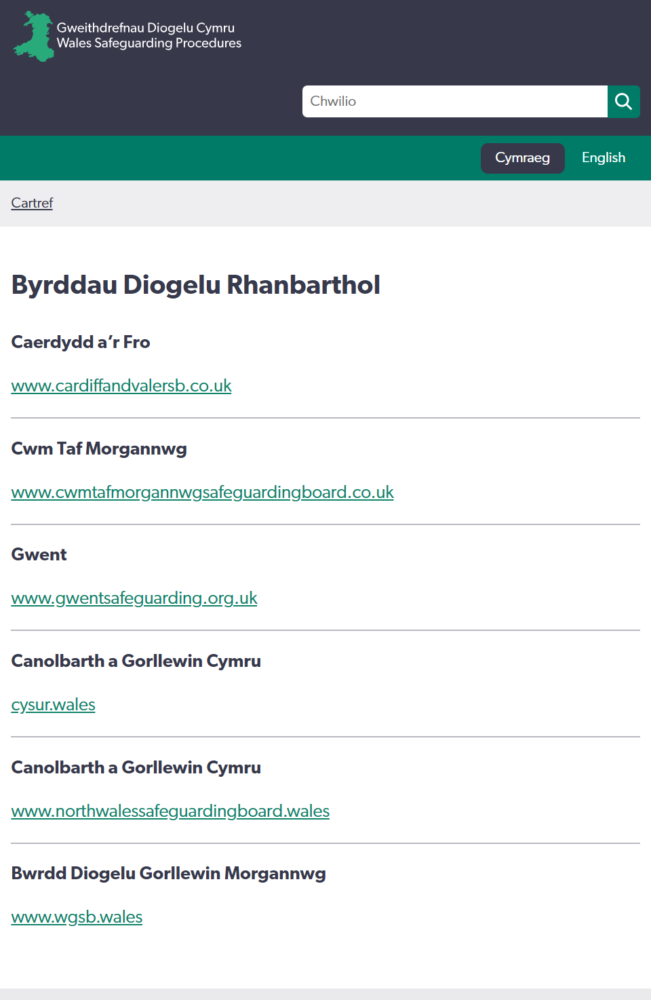 Gweithdrefnau Diogelu Cymru
Wales Safeguarding Procedures
Chwilio
Cymraeg
English
Cartref
Byrddau Diogelu Rhanbarthol
Caerdydd a’r Fro
www.cardiffandvalersb.co.uk
Cwm Taf Morgannwg
www.cwmtafmorgannwgsafeguardingboard.co.uk
Gwent
www.gwentsafeguarding.org.uk
Canolbarth a Gorllewin Cymru
cysur.wales
Canolbarth a Gorllewin Cymru
www.northwalessafeguardingboard.wales
Bwrdd Diogelu Gorllewin Morgannwg
www.wgsb.wales